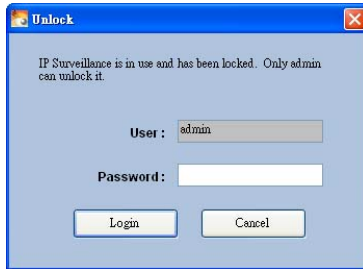 Unlock
IP Surveillance is in use and has been locked. Only admin
can unlock it.
User : admin
Password :
Login Cancel